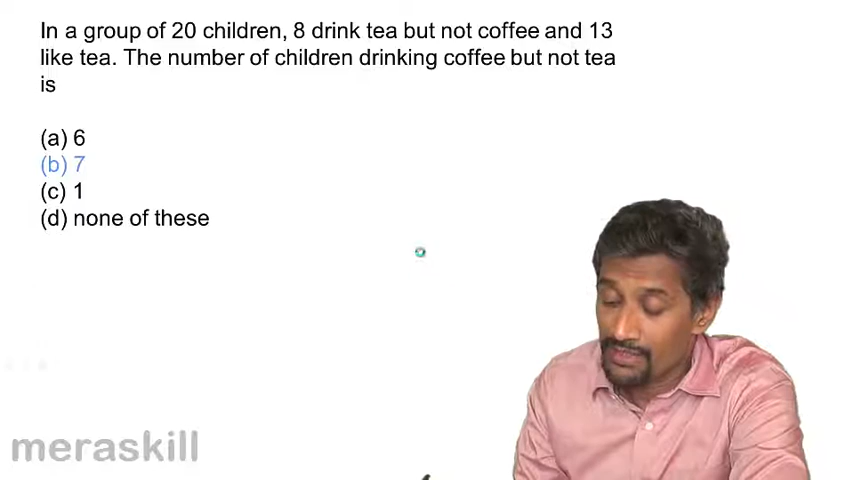 In a group of 20 children, 8 drink tea but not coffee and 13
like tea. The number of children drinking coffee but not tea
is
(a) 6
(b) 7
(c) 1
(d) none of these
meraskill